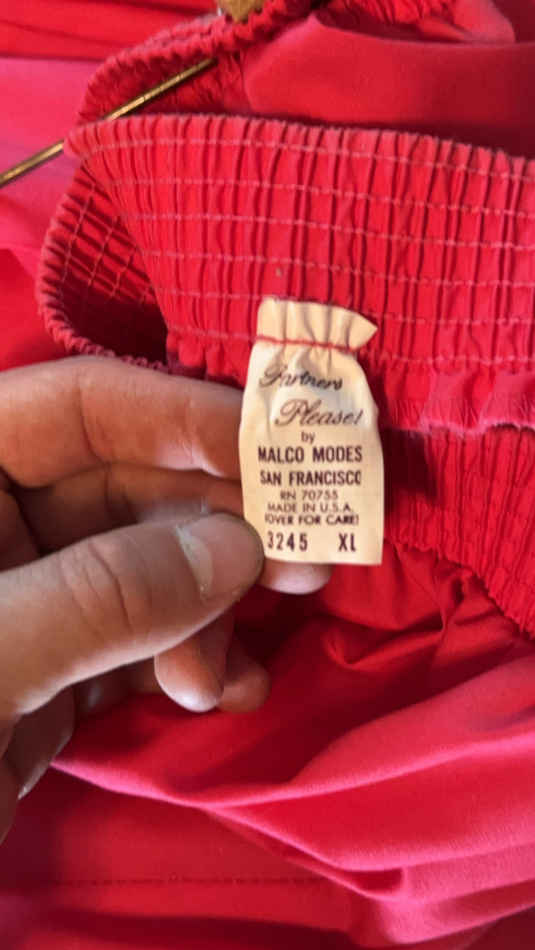 Partners
Please!
by
MALCO MODES
SAN FRANCISCO
RN 70755
MADE IN U.S.A.
(OVER FOR CARE)
3245 XL